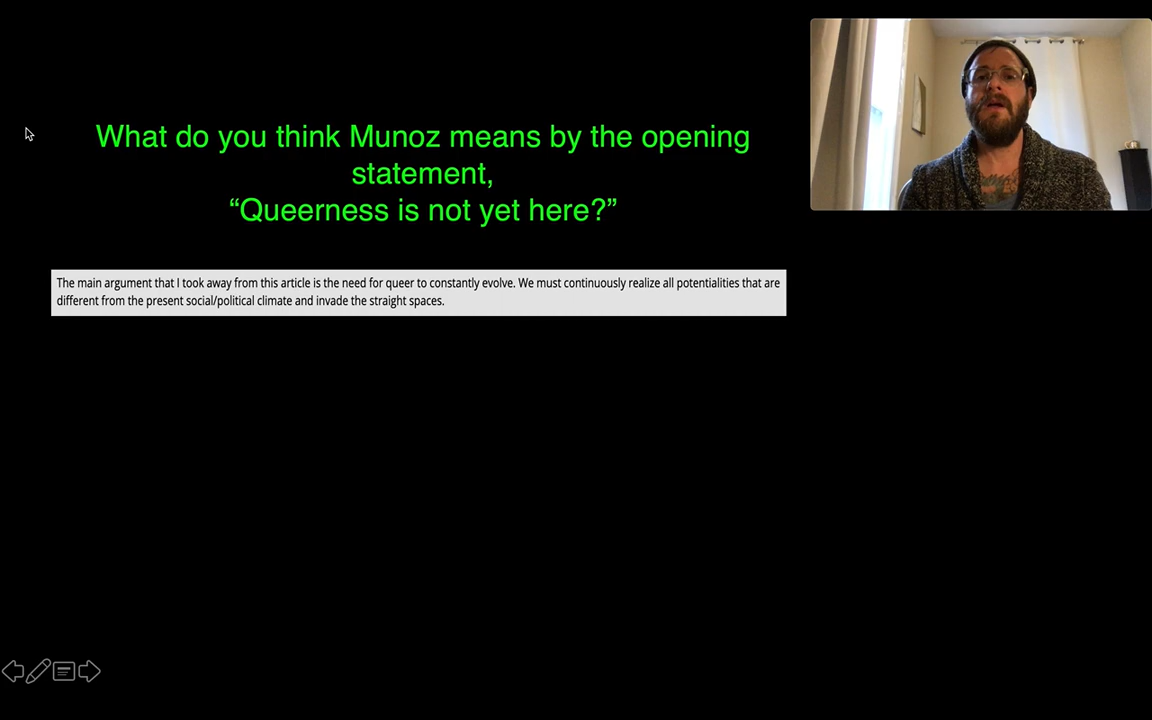 What do you think Munoz means by the opening
statement,
“Queerness is not yet here?”
The main argument that I took away from this article is the need for queer to constantly evolve. We must continuously realize all potentialities that are
different from the present social/political climate and invade the straight spaces.